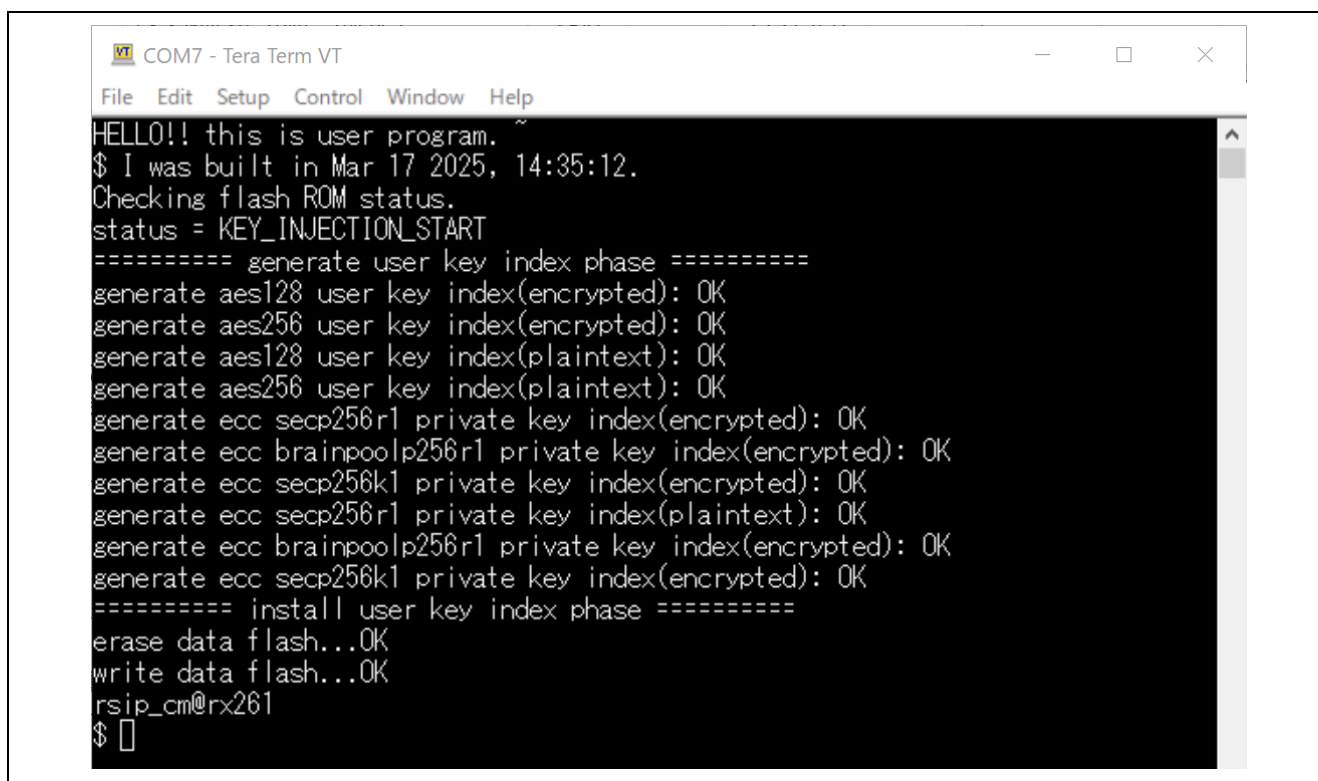 COM7 - Tera Term VT
File Edit Setup Control Window Help
HELLO!! this is user program. ~
$ I was built in Mar 17 2025, 14:35:12.
Checking flash ROM status.
status = KEY_INJECTION_START
========== generate user key index phase ==========
generate aes128 user key index(encrypted): OK
generate aes256 user key index(encrypted): OK
generate aes128 user key index(plaintext): OK
generate aes256 user key index(plaintext): OK
generate ecc secp256r1 private key index(encrypted): OK
generate ecc brainpoolp256r1 private key index(encrypted): OK
generate ecc secp256k1 private key index(encrypted): OK
generate ecc secp256r1 private key index(plaintext): OK
generate ecc brainpoolp256r1 private key index(encrypted): OK
generate ecc secp256k1 private key index(encrypted): OK
========== install user key index phase ==========
erase data flash...OK
write data flash...OK
rsip_cm@rx261
$